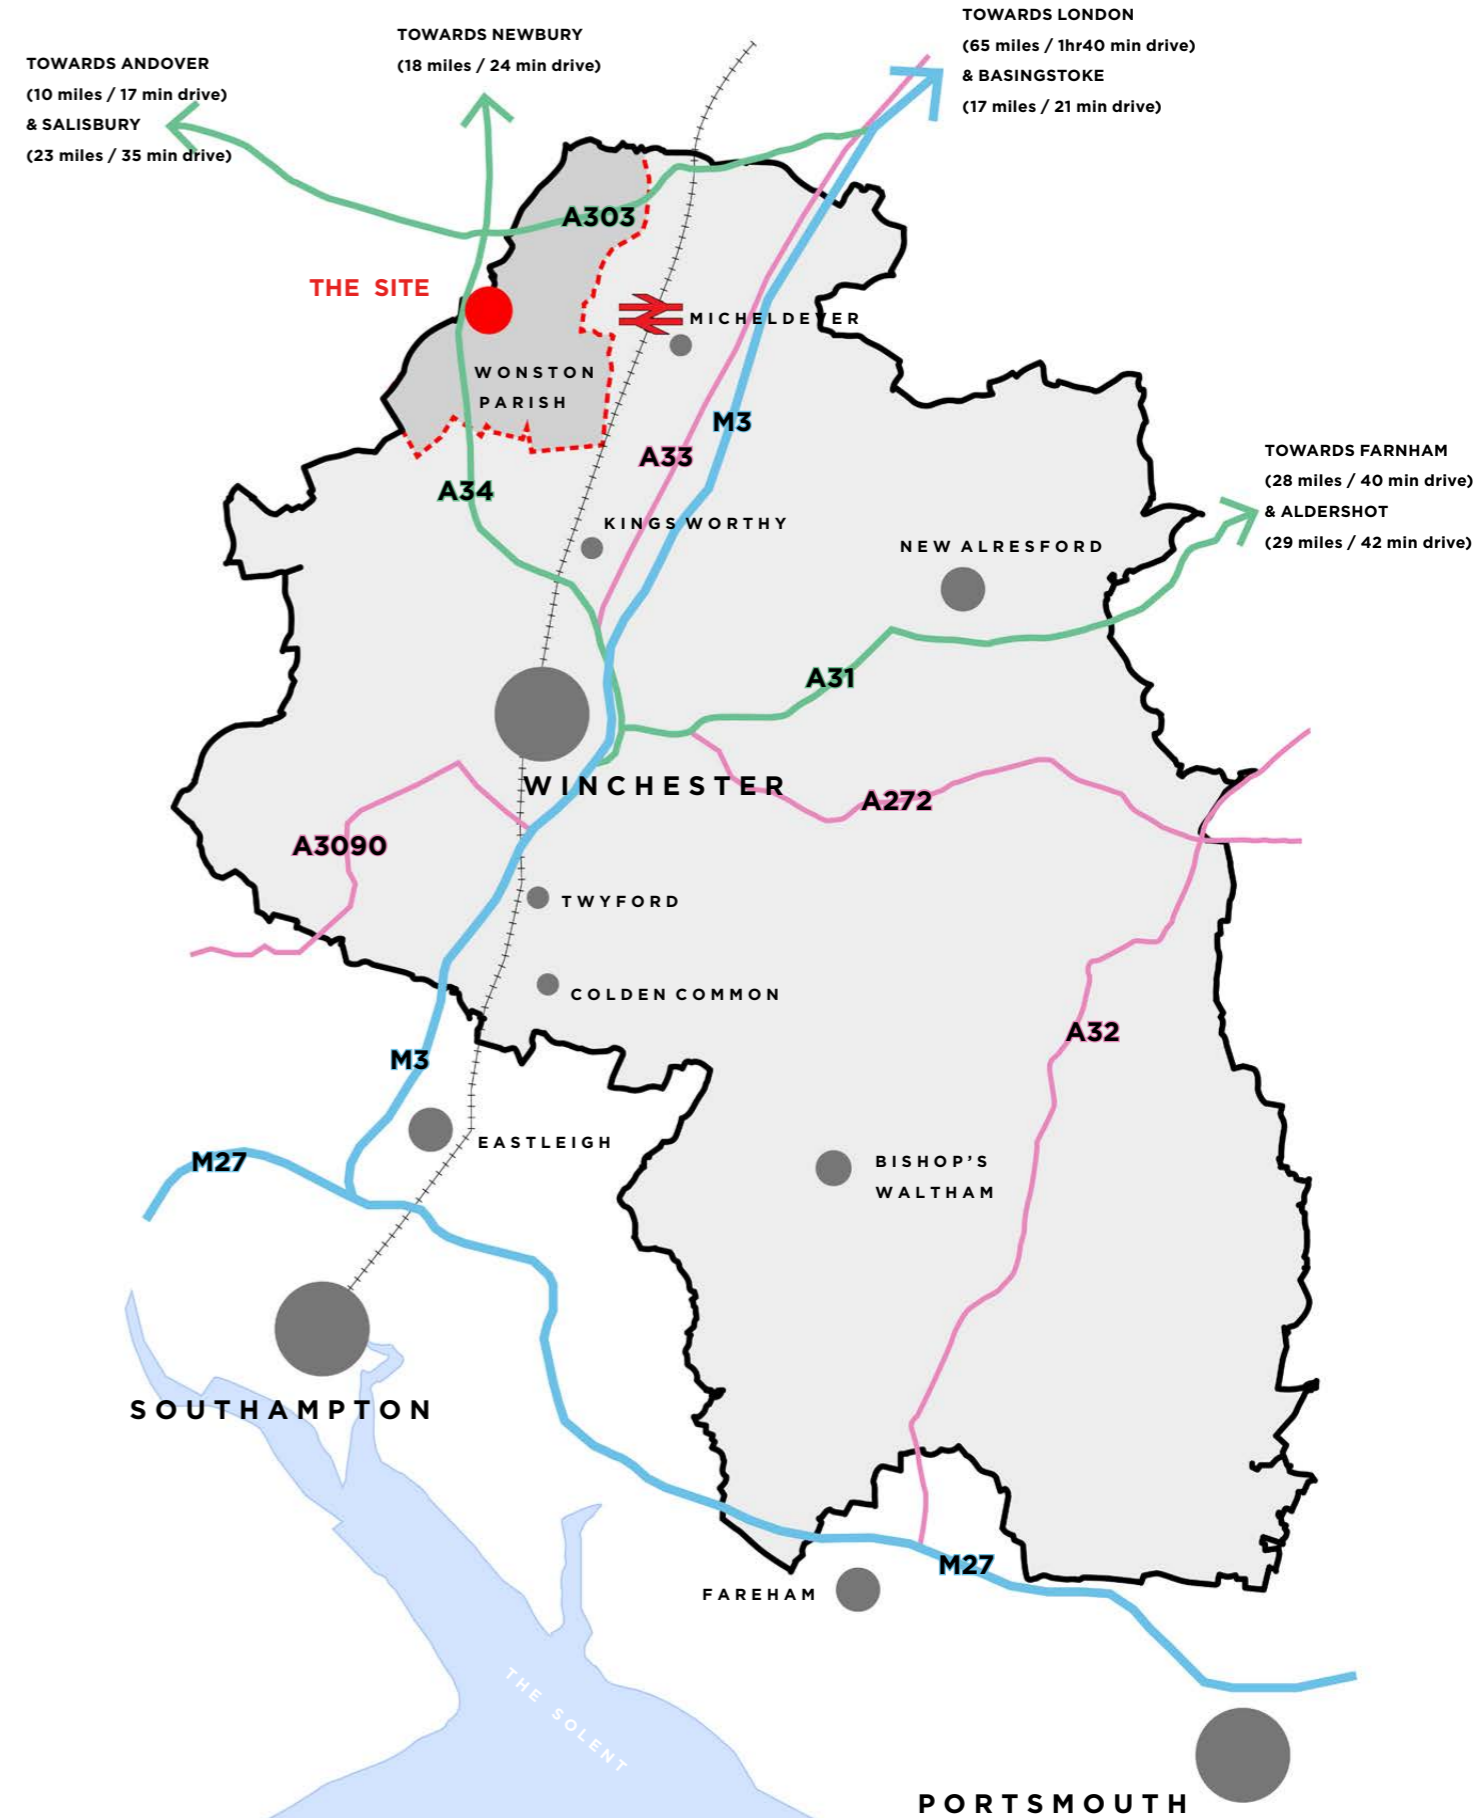 TOWARDS LONDON
(65 miles / 1hr40 min drive)
& BASINGSTOKE
(17 miles / 21 min drive)
TOWARDS NEWBURY
(18 miles / 24 min drive)
TOWARDS ANDOVER
(10 miles / 17 min drive)
& SALISBURY
(23 miles / 35 min drive)
A303
THE SITE
MICHELDEVER
WONSTON
PARISH
M3
A33
TOWARDS FARNHAM
(28 miles / 40 min drive)
& ALDERSHOT
(29 miles / 42 min drive)
A34
KINGS WORTHY
NEW ALRESFORD
A31
WINCHESTER
A272
A3090
TWYFORD
COLDEN COMMON
A32
M3
EASTLEIGH
M27
BISHOP'S
WALTHAM
SOUTHAMPTON
M27
FAREHAM
THE SOLENT
PORTSMOUTH